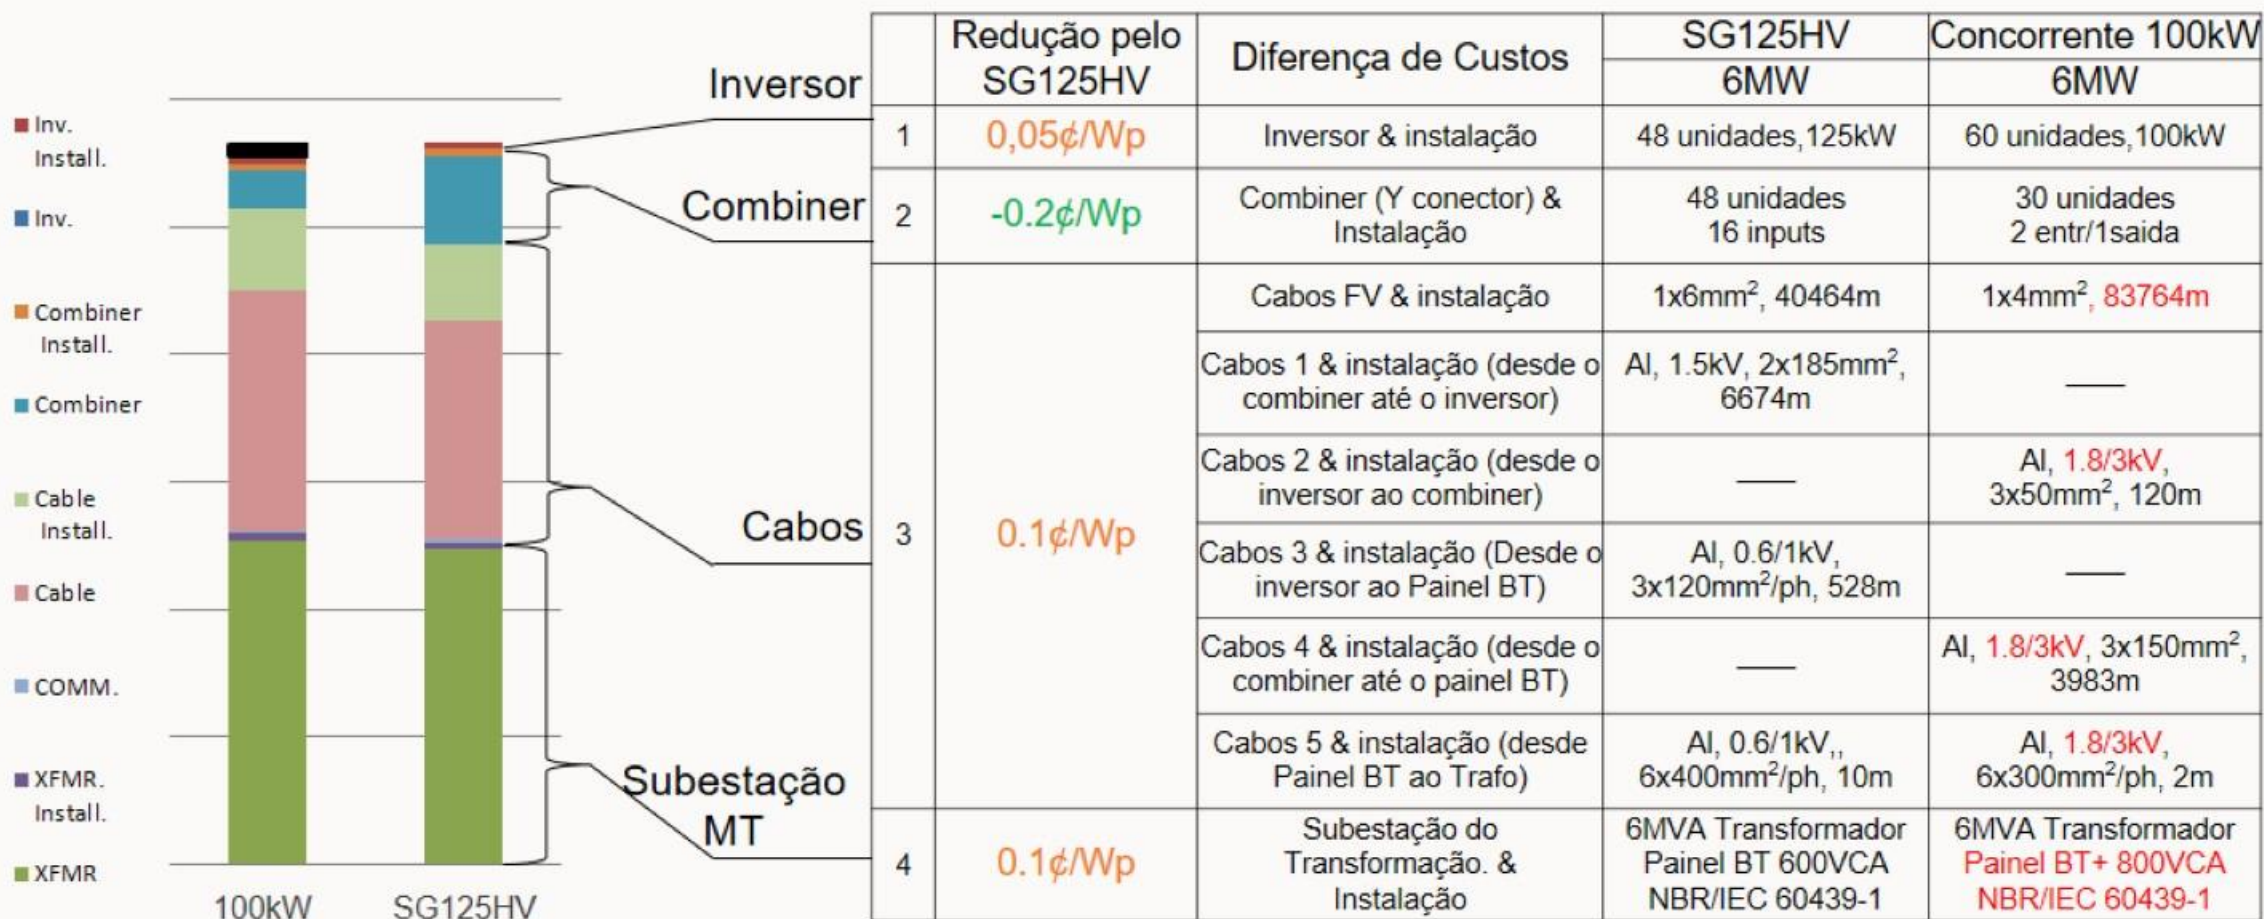 Inv.
Install.
Inv.
Combiner
Install.
Combiner
Cable
Install.
Cable
COMM.
XFMR.
Install.
XFMR
100kW
SG125HV
Inversor
Combiner
Cabos
Subestação
MT
Redução pelo
SG125HV
Diferença de Custos
SG125HV
6MW
Concorrente 100kW
6MW
1
0,05¢/Wp
Inversor & instalação
48 unidades,125kW
60 unidades,100kW
2
-0.2¢/Wp
Combiner (Y conector) &
Instalação
48 unidades
16 inputs
30 unidades
2 entr/1saida
3
0.1¢/Wp
Cabos FV & instalação
1x6mm², 40464m
1x4mm², 83764m
Cabos 1 & instalação (desde o
combiner até o inversor)
Al, 1.5kV, 2x185mm²,
6674m
——
Cabos 2 & instalação (desde o
inversor ao combiner)
——
Al, 1.8/3kV,
3x50mm², 120m
Cabos 3 & instalação (Desde o
inversor ao Painel BT)
Al, 0.6/1kV,
3x120mm²/ph, 528m
——
Cabos 4 & instalação (desde o
combiner até o painel BT)
——
Al, 1.8/3kV, 3x150mm²,
3983m
Cabos 5 & instalação (desde
Painel BT ao Trafo)
Al, 0.6/1kV,,
6x400mm²/ph, 10m
Al, 1.8/3kV,
6x300mm²/ph, 2m
4
0.1¢/Wp
Subestação do
Transformação. &
Instalação
6MVA Transformador
Painel BT 600VCA
NBR/IEC 60439-1
6MVA Transformador
Painel BT+ 800VCA
NBR/IEC 60439-1